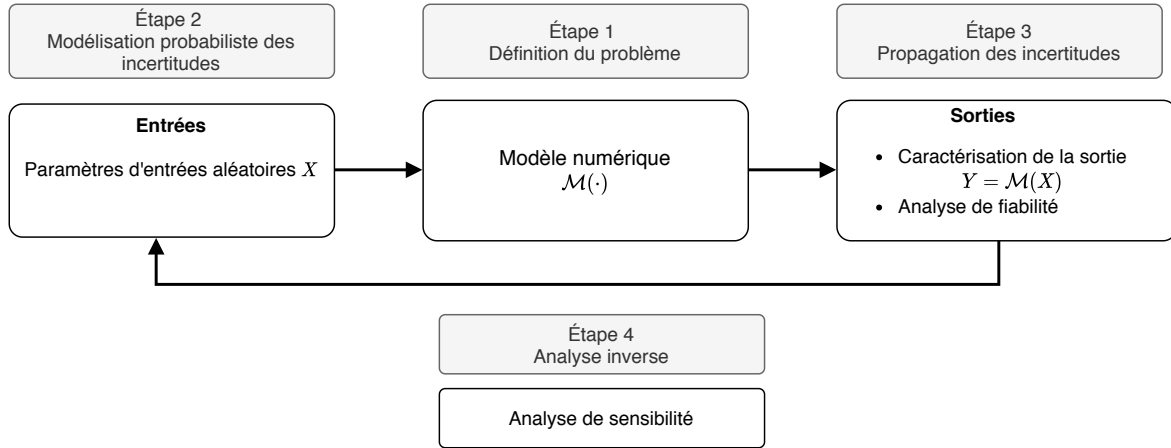 Étape 2
Modélisation probabiliste des
incertitudes
Étape 1
Définition du problème
Étape 3
Propagation des incertitudes
Entrées
Paramètres d'entrées aléatoires X
Modèle numérique
ℳ(·)
Sorties
• Caractérisation de la sortie
Y = ℳ(X)
• Analyse de fiabilité
Étape 4
Analyse inverse
Analyse de sensibilité